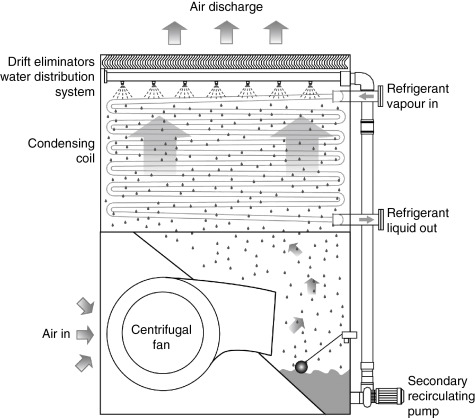 Air discharge
Drift eliminators
water distribution
system
Refrigerant
vapour in
Condensing
coil
Refrigerant
liquid out
Air in
Centrifugal
fan
Secondary
recirculating
pump